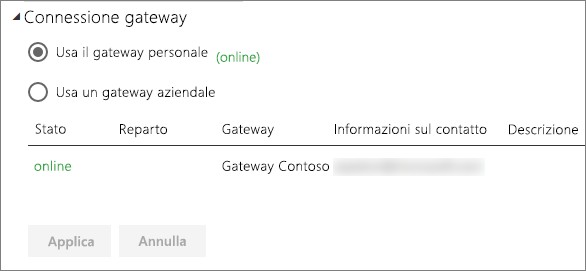 Connessione gateway
Usa il gateway personale (online)
Usa un gateway aziendale
Stato Reparto Gateway Informazioni sul contatto Descrizione
online Gateway Contoso
Applica Annulla